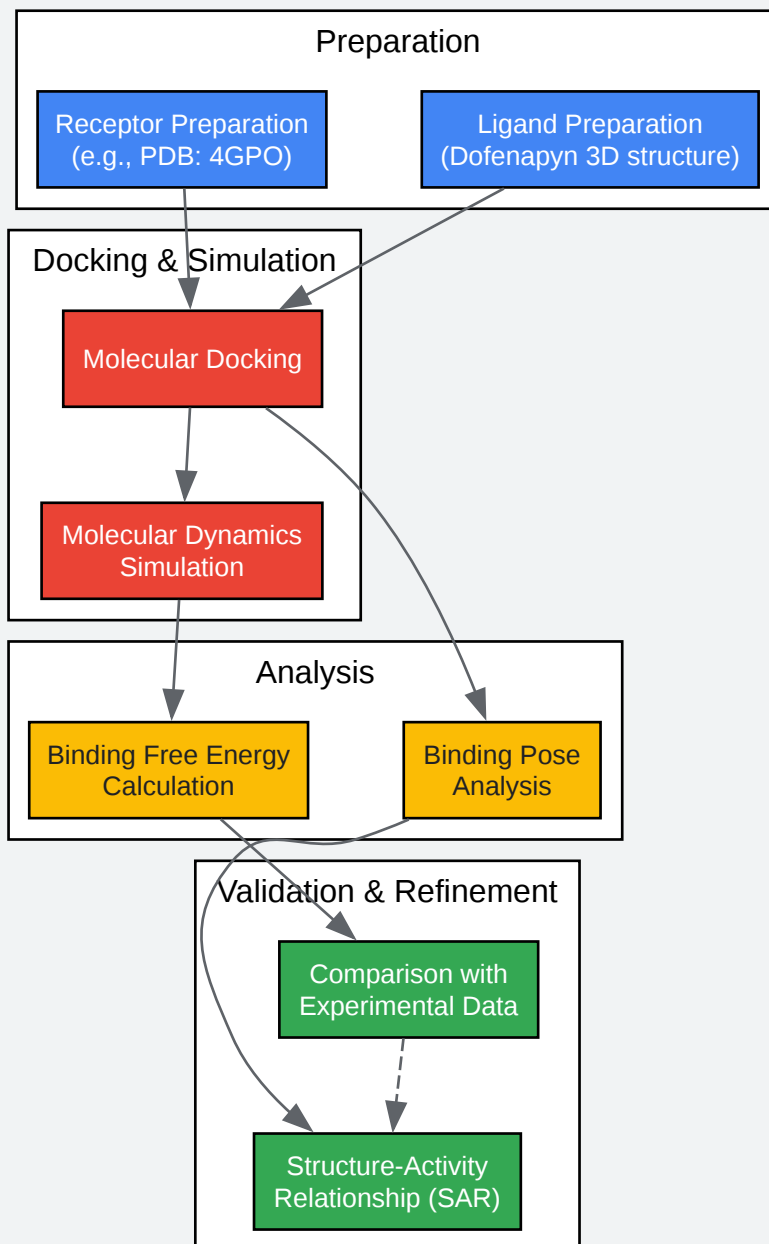 Preparation
Receptor Preparation
(e.g., PDB: 4GPO)
Ligand Preparation
(Dofenapyn 3D structure)
Docking & Simulation
Molecular Docking
Molecular Dynamics
Simulation
Analysis
Binding Free Energy
Calculation
Binding Pose
Analysis
Validation & Refinement
Comparison with
Experimental Data
Structure-Activity
Relationship (SAR)